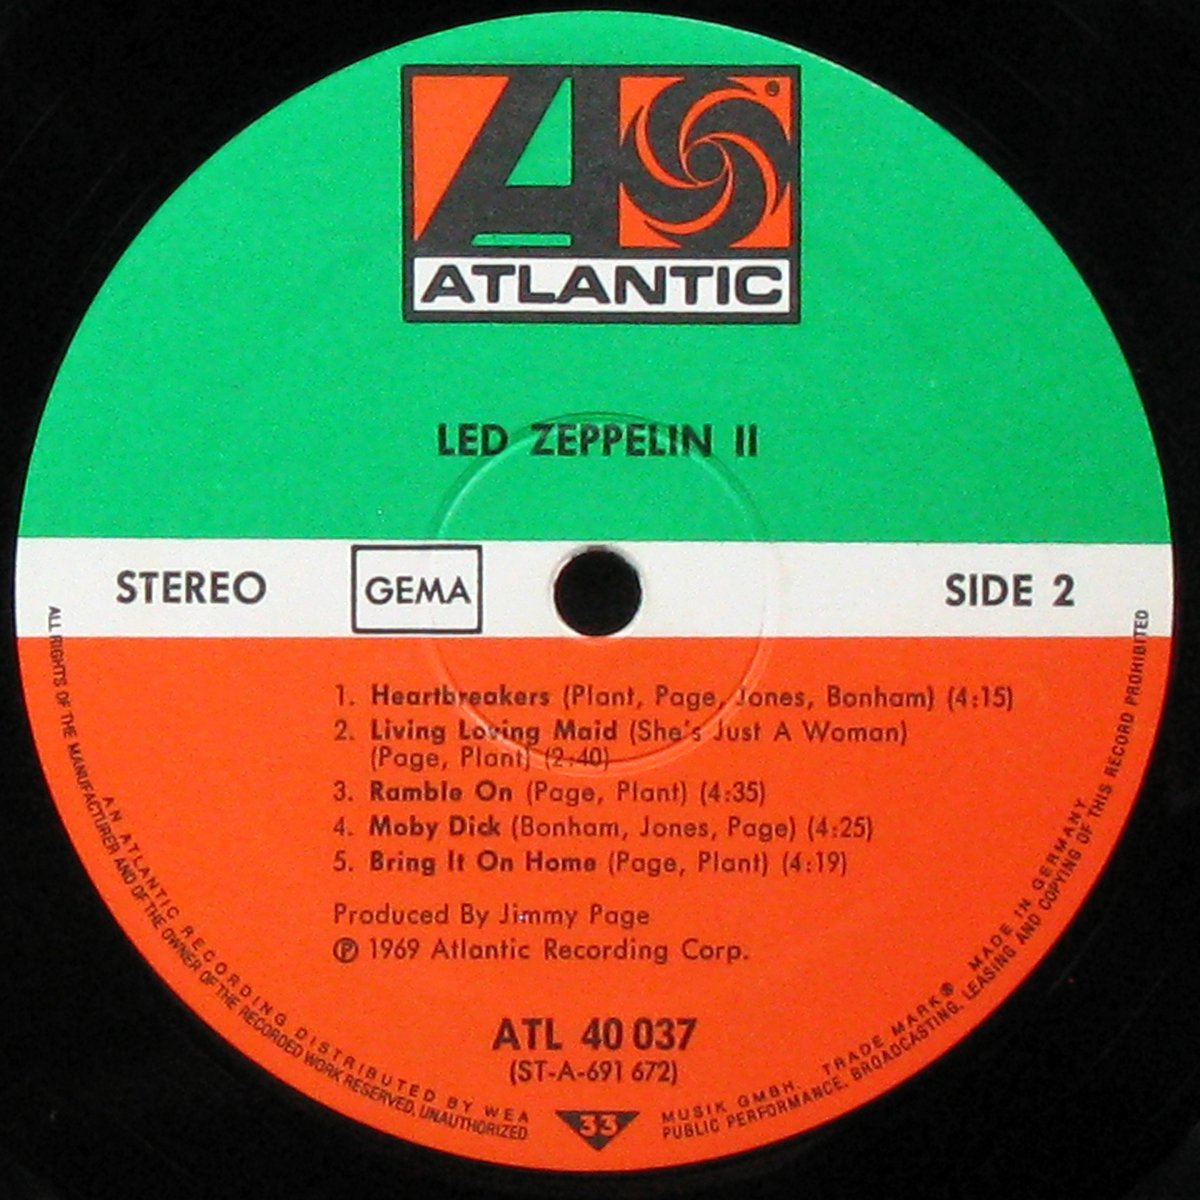 ATLANTIC
LED ZEPPELIN II
STEREO
GEMA
SIDE 2
1. Heartbreakers (Plant, Page, Jones, Bonham) (4:15)
2. Living Loving Maid (She's Just A Woman)
(Page, Plant) (2:40)
3. Ramble On (Page, Plant) (4:35)
4. Moby Dick (Bonham, Jones, Page) (4:25)
5. Bring It On Home (Page, Plant) (4:19)
Produced By Jimmy Page
℗ 1969 Atlantic Recording Corp.
ATL 40 037
(ST-A-691 672)
33
AN ATLANTIC RECORDING DISTRIBUTED BY WEA MUSIK GMBH. TRADE MARK® MADE IN GERMANY
ALL RIGHTS OF THE MANUFACTURER AND OF THE OWNER OF THE RECORDED WORK RESERVED, UNAUTHORIZED PUBLIC PERFORMANCE, BROADCASTING, LEASING AND COPYING OF THIS RECORD PROHIBITED